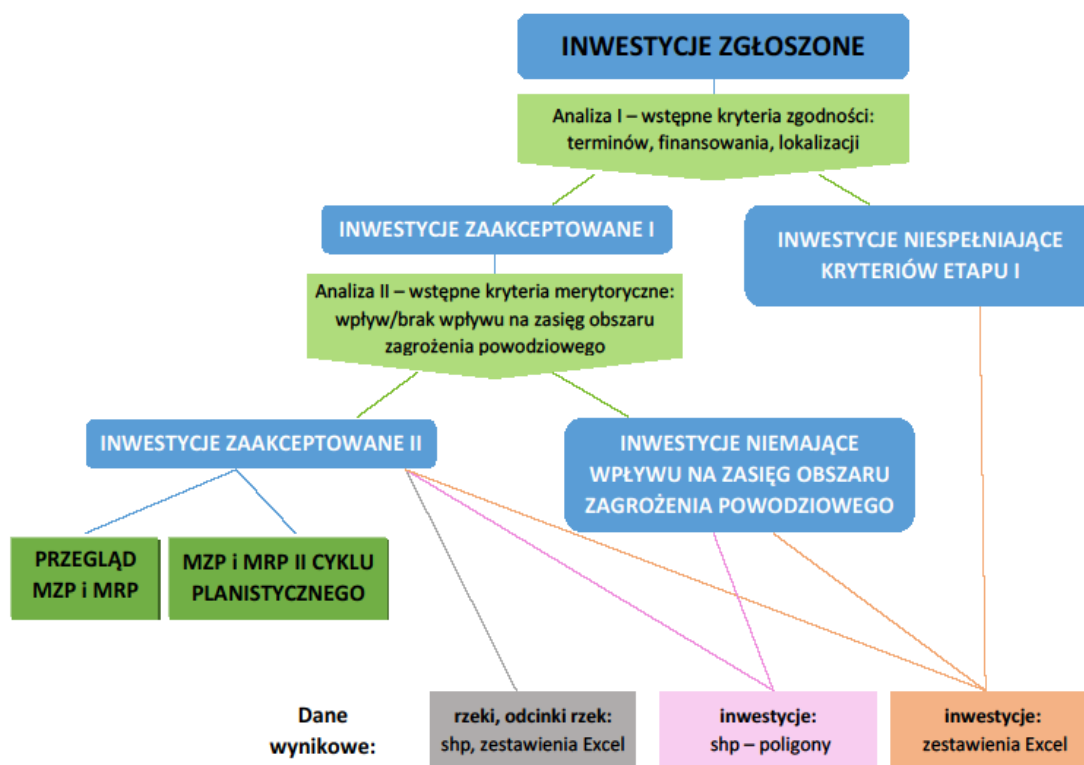 INWESTYCJE ZGŁOSZONE
Analiza I – wstępne kryteria zgodności:
terminów, finansowania, lokalizacji
INWESTYCJE ZAAKCEPTOWANE I
INWESTYCJE NIESPEŁNIAJĄCE
KRYTERIÓW ETAPU I
Analiza II – wstępne kryteria merytoryczne:
wpływ/brak wpływu na zasięg obszaru
zagrożenia powodziowego
INWESTYCJE ZAAKCEPTOWANE II
INWESTYCJE NIEMAJĄCE
WPŁYWU NA ZASIĘG OBSZARU
ZAGROŻENIA POWODZIOWEGO
PRZEGLĄD
MZP i MRP
MZP i MRP II CYKLU
PLANISTYCZNEGO
Dane
wynikowe:
rzeki, odcinki rzek:
shp, zestawienia Excel
inwestycje:
shp – poligony
inwestycje:
zestawienia Excel